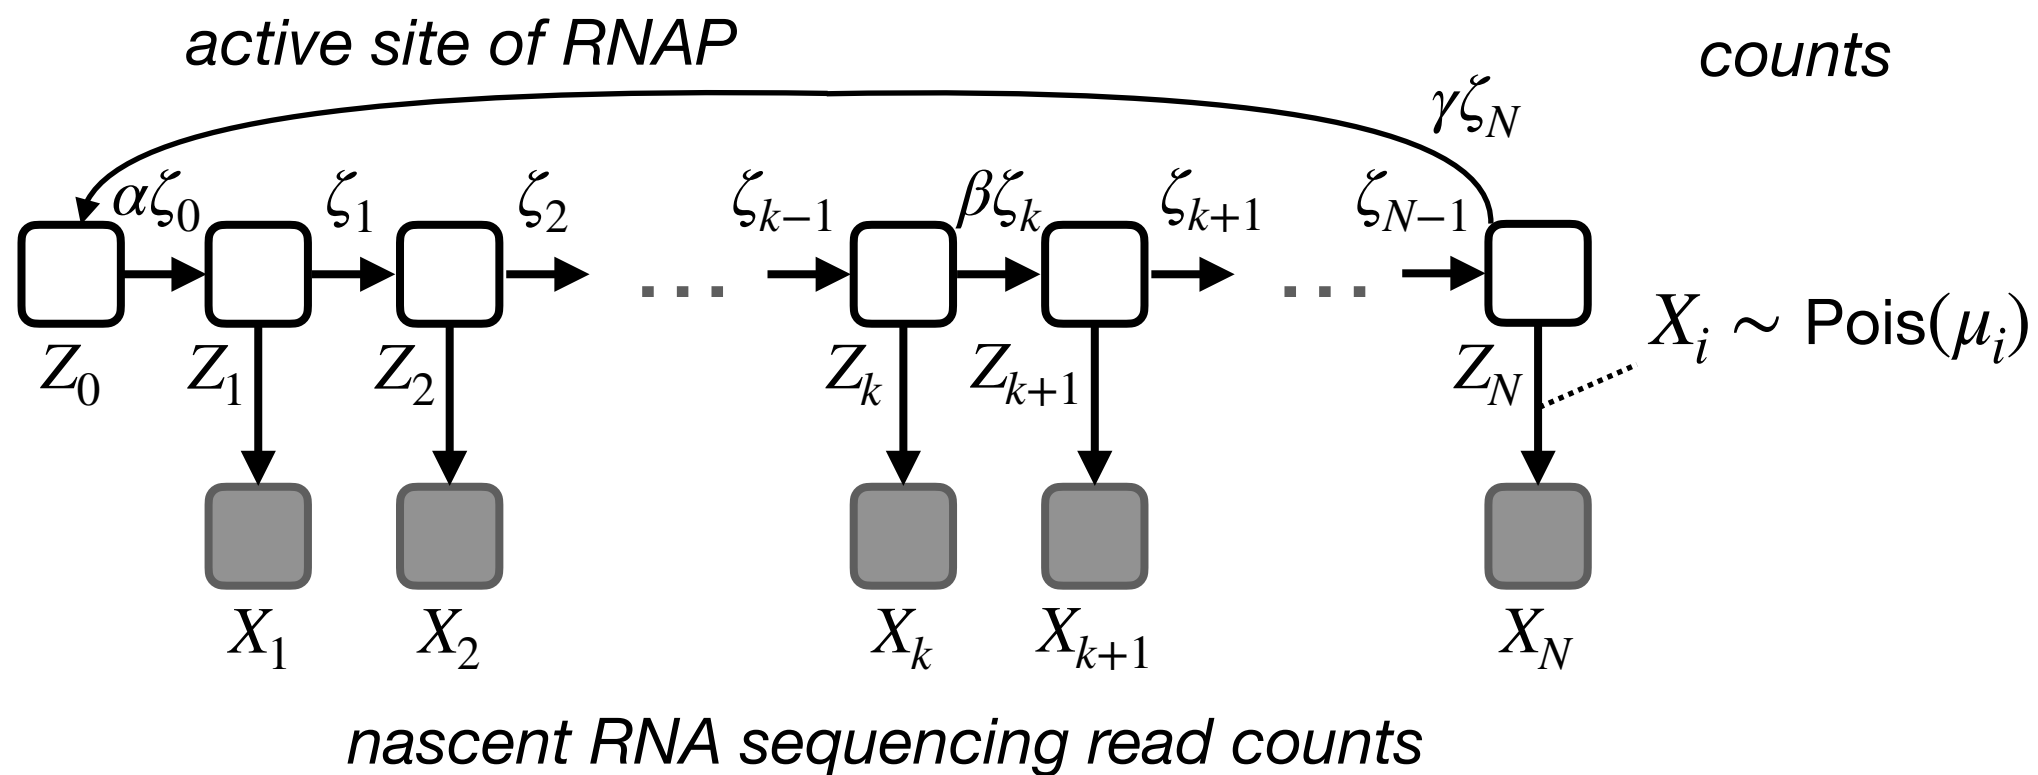 active site of RNAP
counts
γζ_N
αζ_0 ζ_1 ζ_2 ζ_{k−1} βζ_k ζ_{k+1} ζ_{N−1}
... ...
X_i ∼ Pois(μ_i)
Z_0 Z_1 Z_2 Z_k Z_{k+1} Z_N
X_1 X_2 X_k X_{k+1} X_N
nascent RNA sequencing read counts